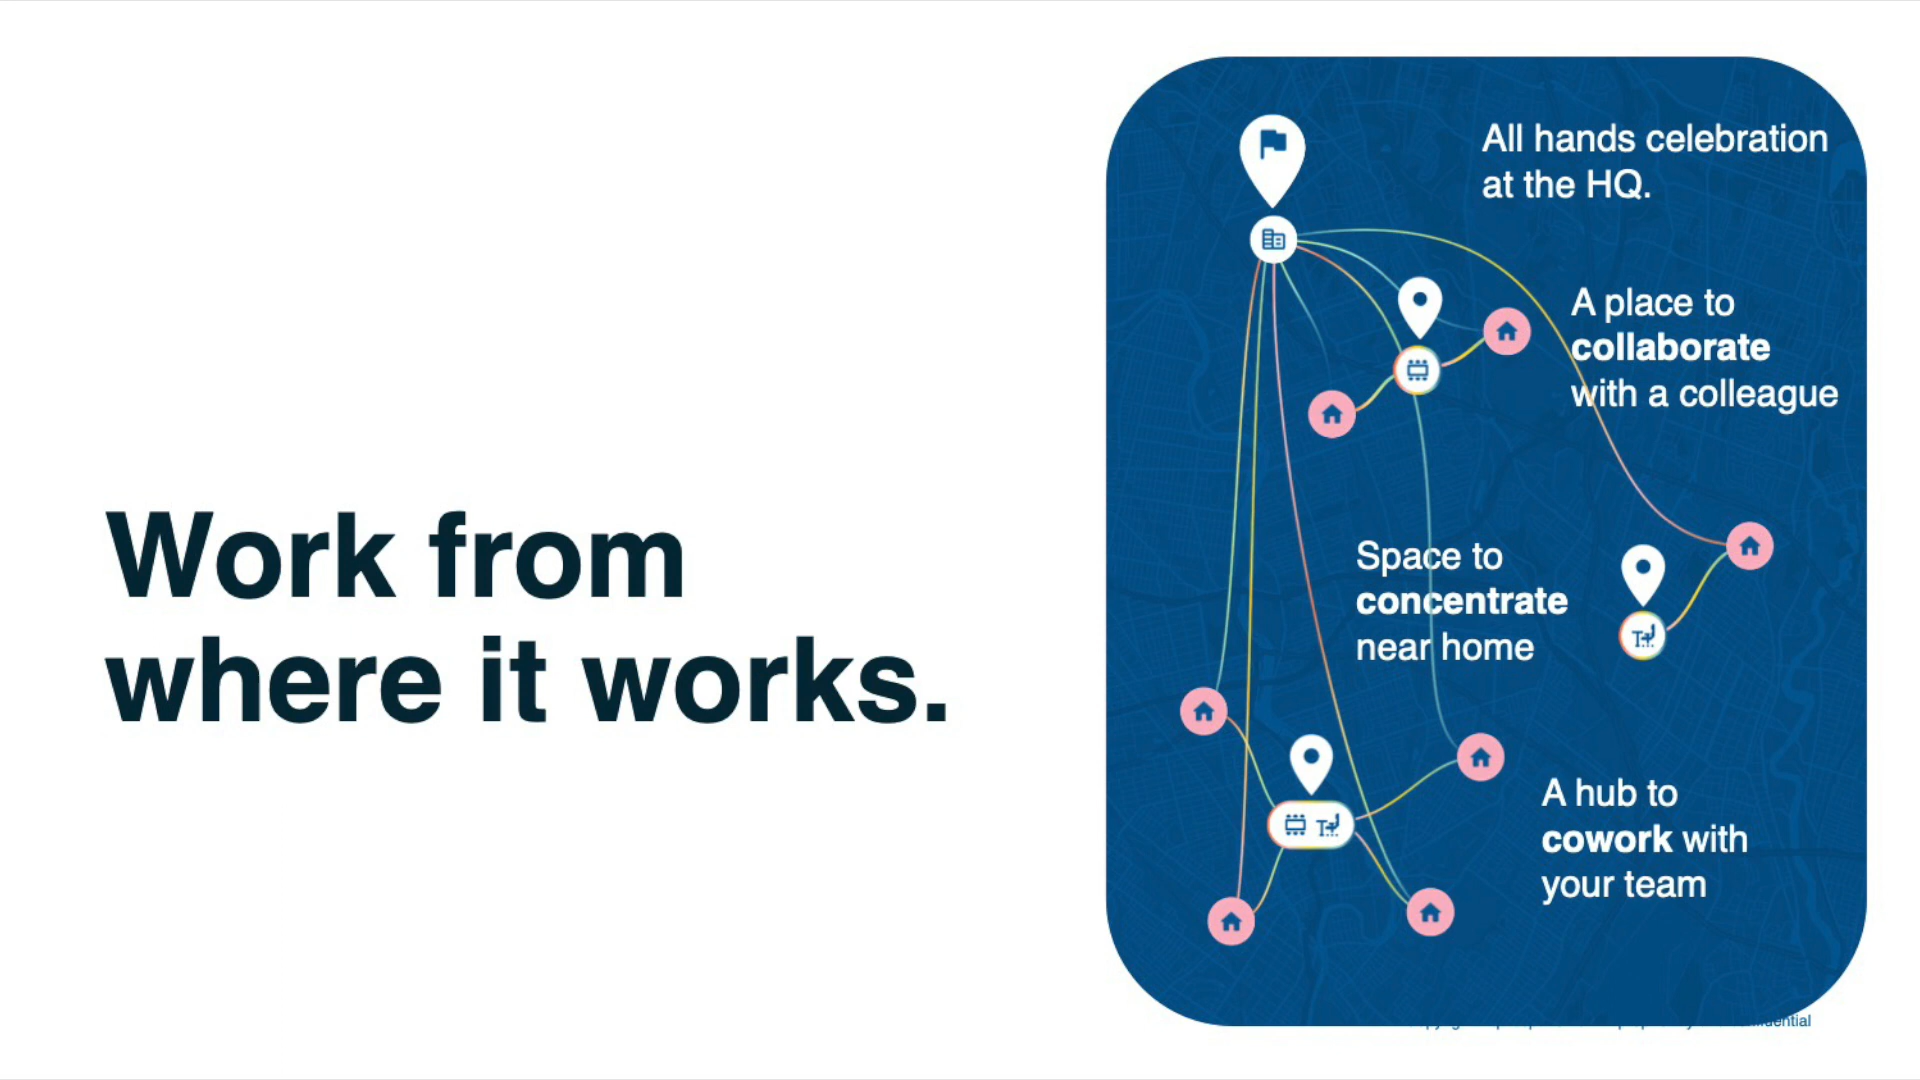 Work from
where it works.
All hands celebration
at the HQ.
A place to
collaborate
with a colleague
Space to
concentrate
near home
A hub to
cowork with
your team